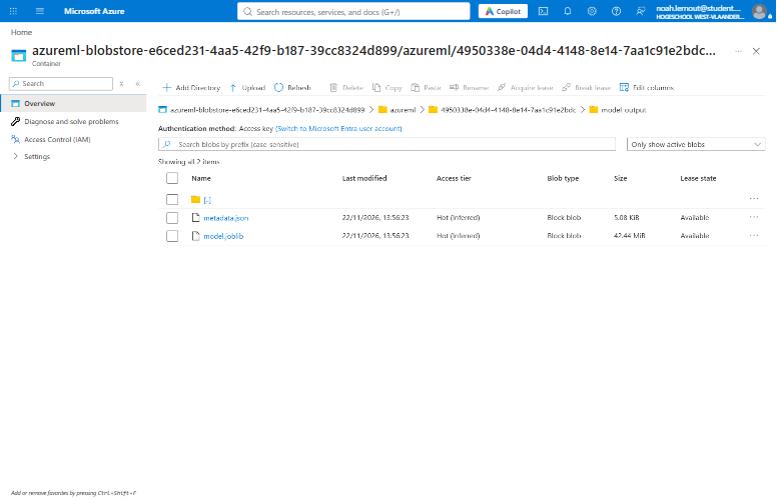 Microsoft Azure
Search resources, services, and docs (G+/)
Copilot
noah.lernout@student....
HOGESCHOOL WEST-VLAANDER...
Home
azureml-blobstore-e6ced231-4aa5-42f9-b187-39cc8324d899/azureml/4950338e-04d4-4148-8e14-7aa1c91e2bdc...
Container
Search
Add Directory Upload Refresh Delete Copy Paste Rename Acquire lease Break lease Edit columns
Overview
Diagnose and solve problems
Access Control (IAM)
Settings
azureml-blobstore-e6ced231-4aa5-42f9-b187-39cc8324d899 > azureml > 4950338e-04d4-4148-8e14-7aa1c91e2bdc > model-output
Authentication method: Access key (Switch to Microsoft Entra user account)
Search blobs by prefix (case-sensitive)
Only show active blobs
Showing all 2 items
Name Last modified Access tier Blob type Size Lease state
[..]
metadata.json 22/11/2026, 13:56:23 Hot (Inferred) Block blob 5.08 KiB Available
model.joblib 22/11/2026, 13:56:23 Hot (Inferred) Block blob 42.44 MiB Available
Add or remove favorites by pressing Ctrl+Shift+F